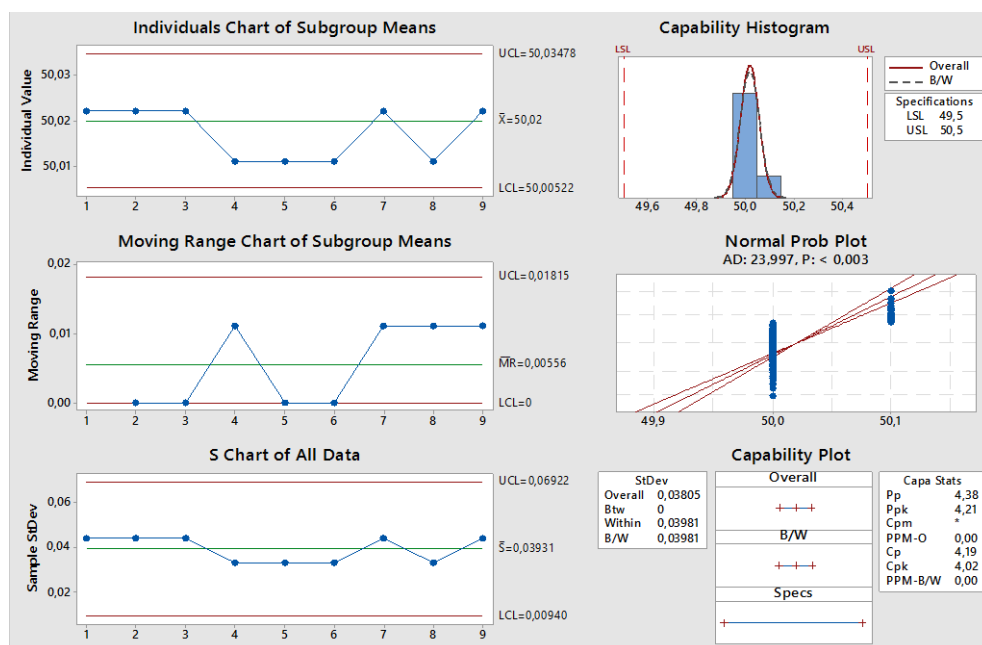 Individuals Chart of Subgroup Means
Individual Value
50,03
50,02
50,01
UCL=50,03478
X̿=50,02
LCL=50,00522
1 2 3 4 5 6 7 8 9
Moving Range Chart of Subgroup Means
Moving Range
0,02
0,01
0,00
UCL=0,01815
M̅R̅=0,00556
LCL=0
1 2 3 4 5 6 7 8 9
S Chart of All Data
Sample StDev
0,06
0,04
0,02
UCL=0,06922
S̅=0,03931
LCL=0,00940
1 2 3 4 5 6 7 8 9
Capability Histogram
LSL USL
49,6 49,8 50,0 50,2 50,4
Overall
B/W
Specifications
LSL 49,5
USL 50,5
Normal Prob Plot
AD: 23,997, P: < 0,003
49,9 50,0 50,1
Capability Plot
StDev
Overall 0,03805
Btw 0
Within 0,03981
B/W 0,03981
Overall
B/W
Specs
Capa Stats
Pp 4,38
Ppk 4,21
Cpm *
PPM-O 0,00
Cp 4,19
Cpk 4,02
PPM-B/W 0,00